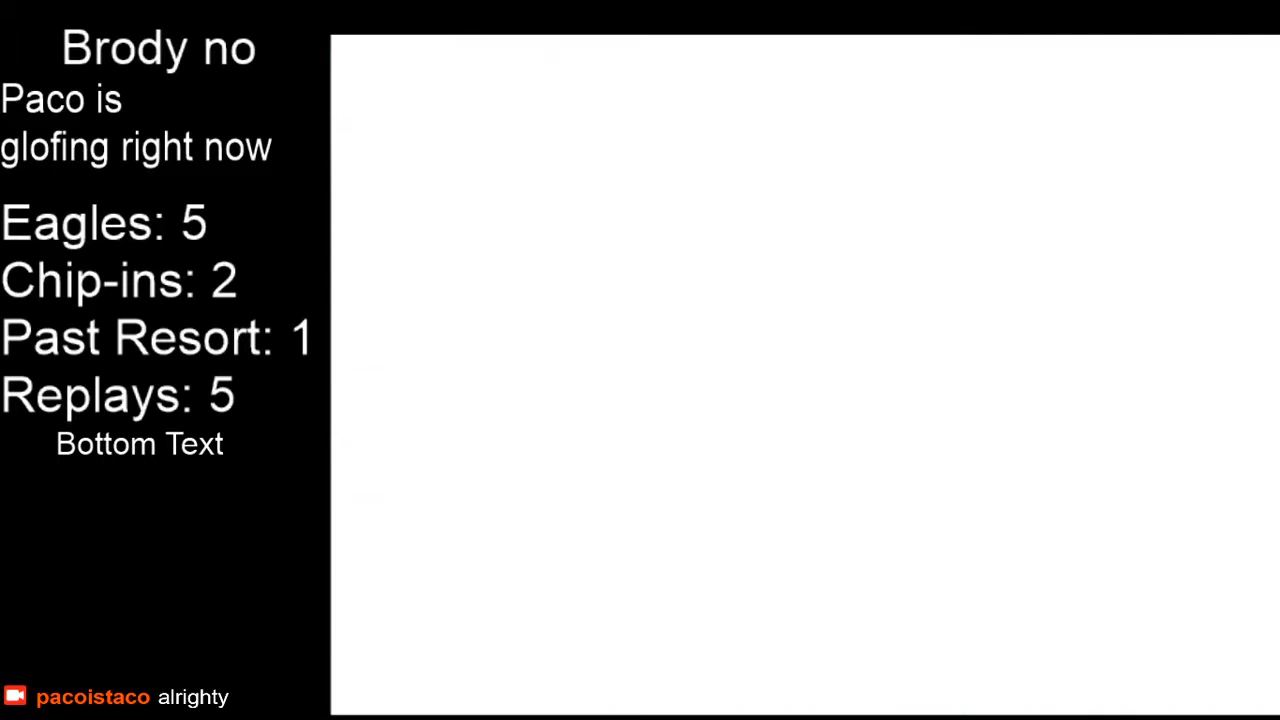 Brody no
Paco is
glofing right now
Eagles: 5
Chip-ins: 2
Past Resort: 1
Replays: 5
Bottom Text
pacoistaco alrighty